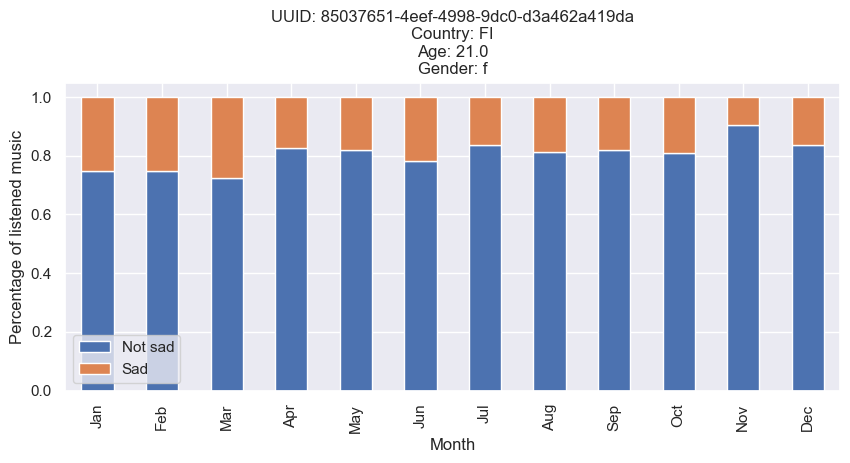 UUID: 85037651-4eef-4998-9dc0-d3a462a419da
Country: FI
Age: 21.0
Gender: f
Percentage of listened music
1.0
0.8
0.6
0.4
0.2
0.0
Not sad
Sad
Jan
Feb
Mar
Apr
May
Jun
Jul
Aug
Sep
Oct
Nov
Dec
Month